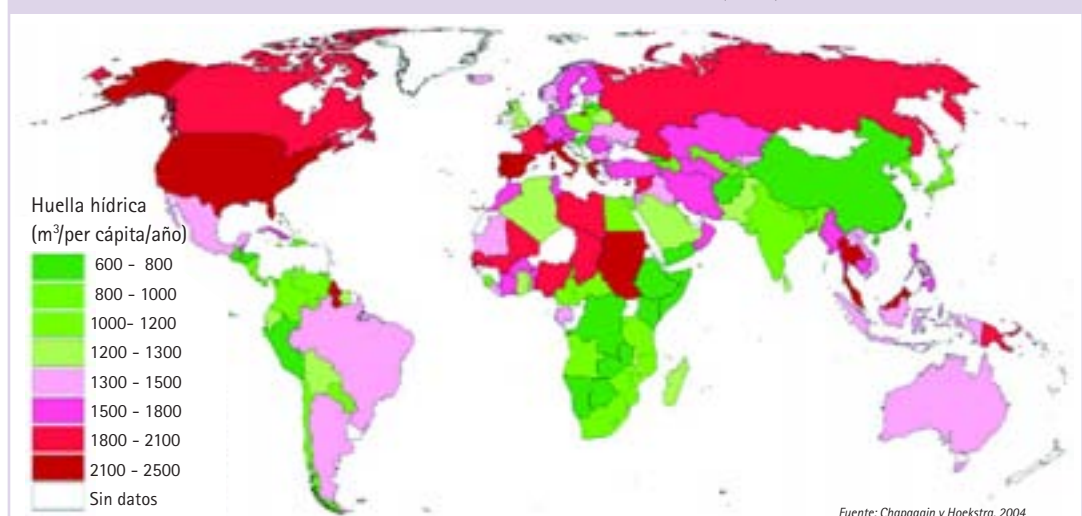 Huella hídrica
(m³/per cápita/año)
600 - 800
800 - 1000
1000- 1200
1200 - 1300
1300 - 1500
1500 - 1800
1800 - 2100
2100 - 2500
Sin datos
Fuente: Chapagain y Hoekstra, 2004